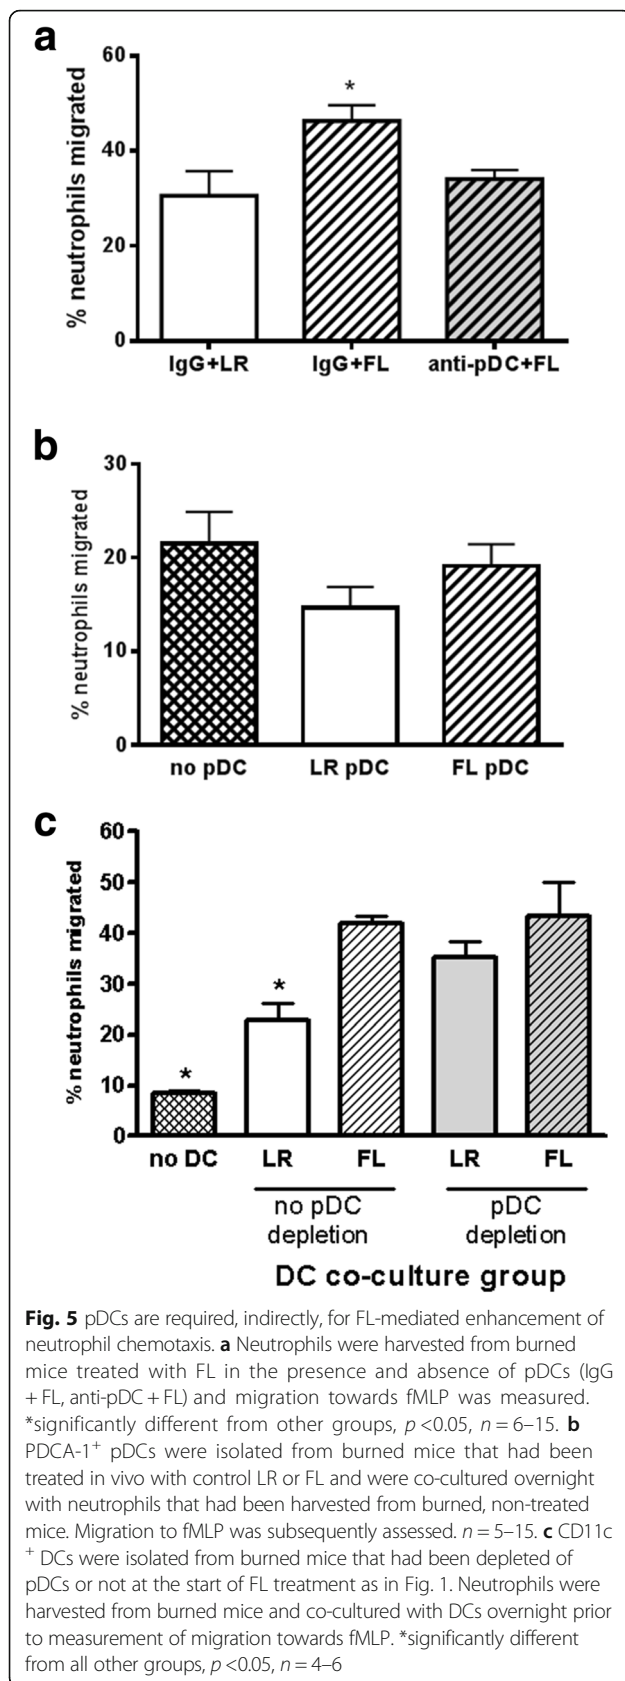 a
60
40
20
0
% neutrophils migrated
*
IgG+LR IgG+FL anti-pDC+FL
b
30
20
10
0
% neutrophils migrated
no pDC LR pDC FL pDC
c
60
50
40
30
20
10
0
% neutrophils migrated
*
*
no DC LR FL LR FL
no pDC depletion
pDC depletion
DC co-culture group
Fig. 5 pDCs are required, indirectly, for FL-mediated enhancement of
neutrophil chemotaxis. a Neutrophils were harvested from burned
mice treated with FL in the presence and absence of pDCs (IgG
+ FL, anti-pDC + FL) and migration towards fMLP was measured.
*significantly different from other groups, p <0.05, n = 6–15. b
PDCA-1+ pDCs were isolated from burned mice that had been
treated in vivo with control LR or FL and were co-cultured overnight
with neutrophils that had been harvested from burned, non-treated
mice. Migration to fMLP was subsequently assessed. n = 5–15. c CD11c
+ DCs were isolated from burned mice that had been depleted of
pDCs or not at the start of FL treatment as in Fig. 1. Neutrophils were
harvested from burned mice and co-cultured with DCs overnight prior
to measurement of migration towards fMLP. *significantly different
from all other groups, p <0.05, n = 4–6